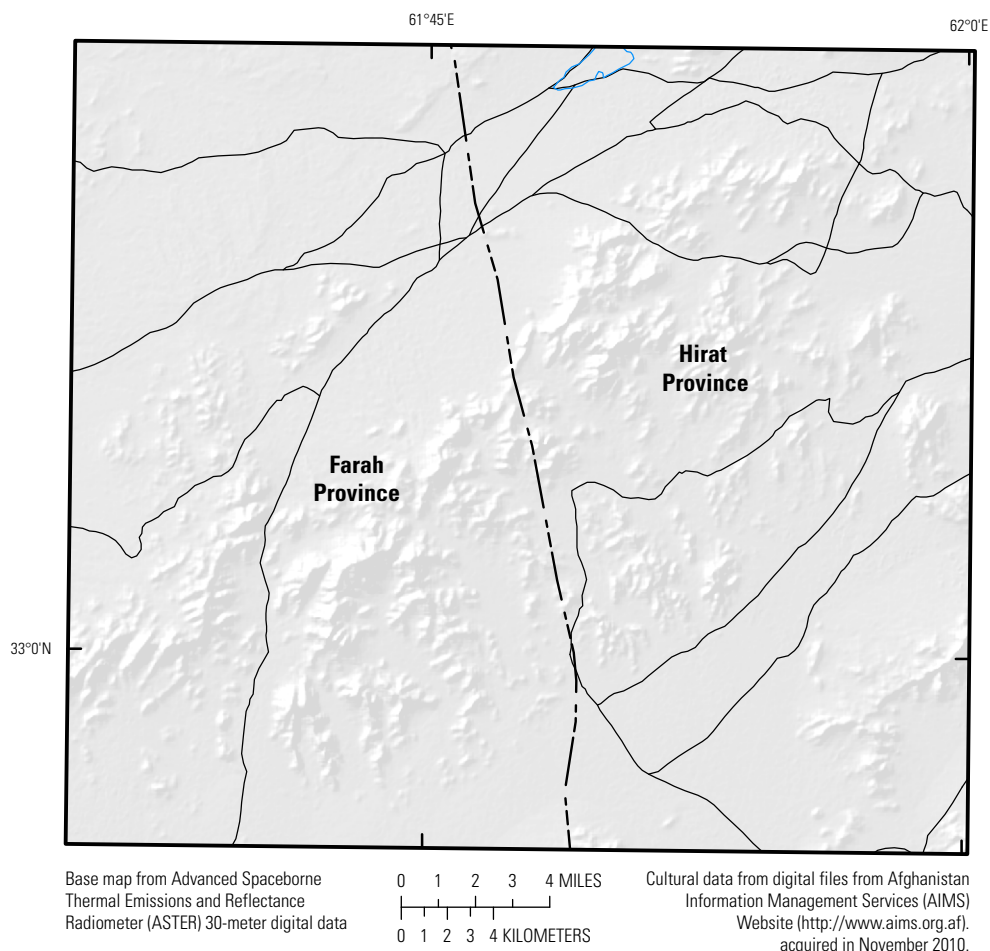 61°45'E
62°0'E
Hirat
Province
Farah
Province
33°0'N
Base map from Advanced Spaceborne
Thermal Emissions and Reflectance
Radiometer (ASTER) 30-meter digital data
0 1 2 3 4 MILES
0 1 2 3 4 KILOMETERS
Cultural data from digital files from Afghanistan
Information Management Services (AIMS)
Website (http://www.aims.org.af).
acquired in November 2010.